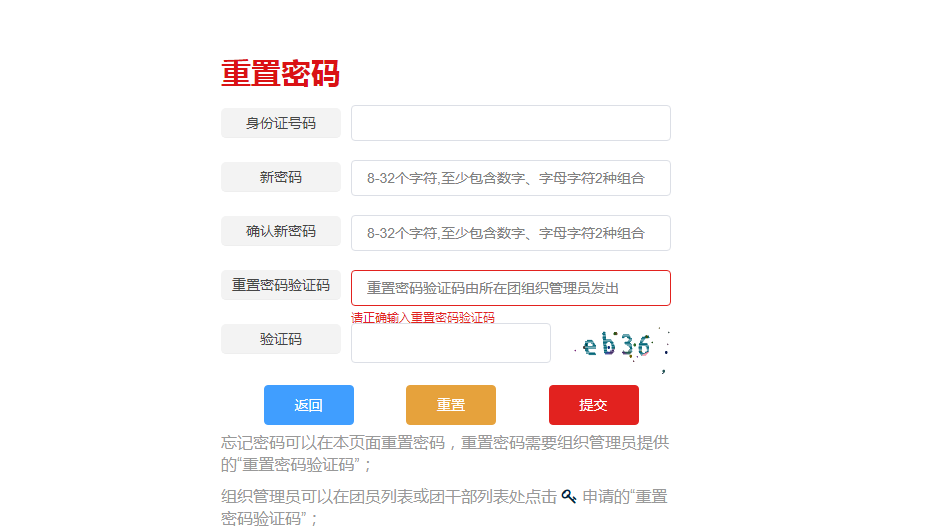 重置密码
身份证号码
新密码 8-32个字符,至少包含数字、字母字符2种组合
确认新密码 8-32个字符,至少包含数字、字母字符2种组合
重置密码验证码 重置密码验证码由所在团组织管理员发出
请正确输入重置密码验证码
验证码 eb36
返回 重置 提交
忘记密码可以在本页面重置密码，重置密码需要组织管理员提供
的“重置密码验证码”；
组织管理员可以在团员列表或团干部列表处点击 申请的“重置
密码验证码”；